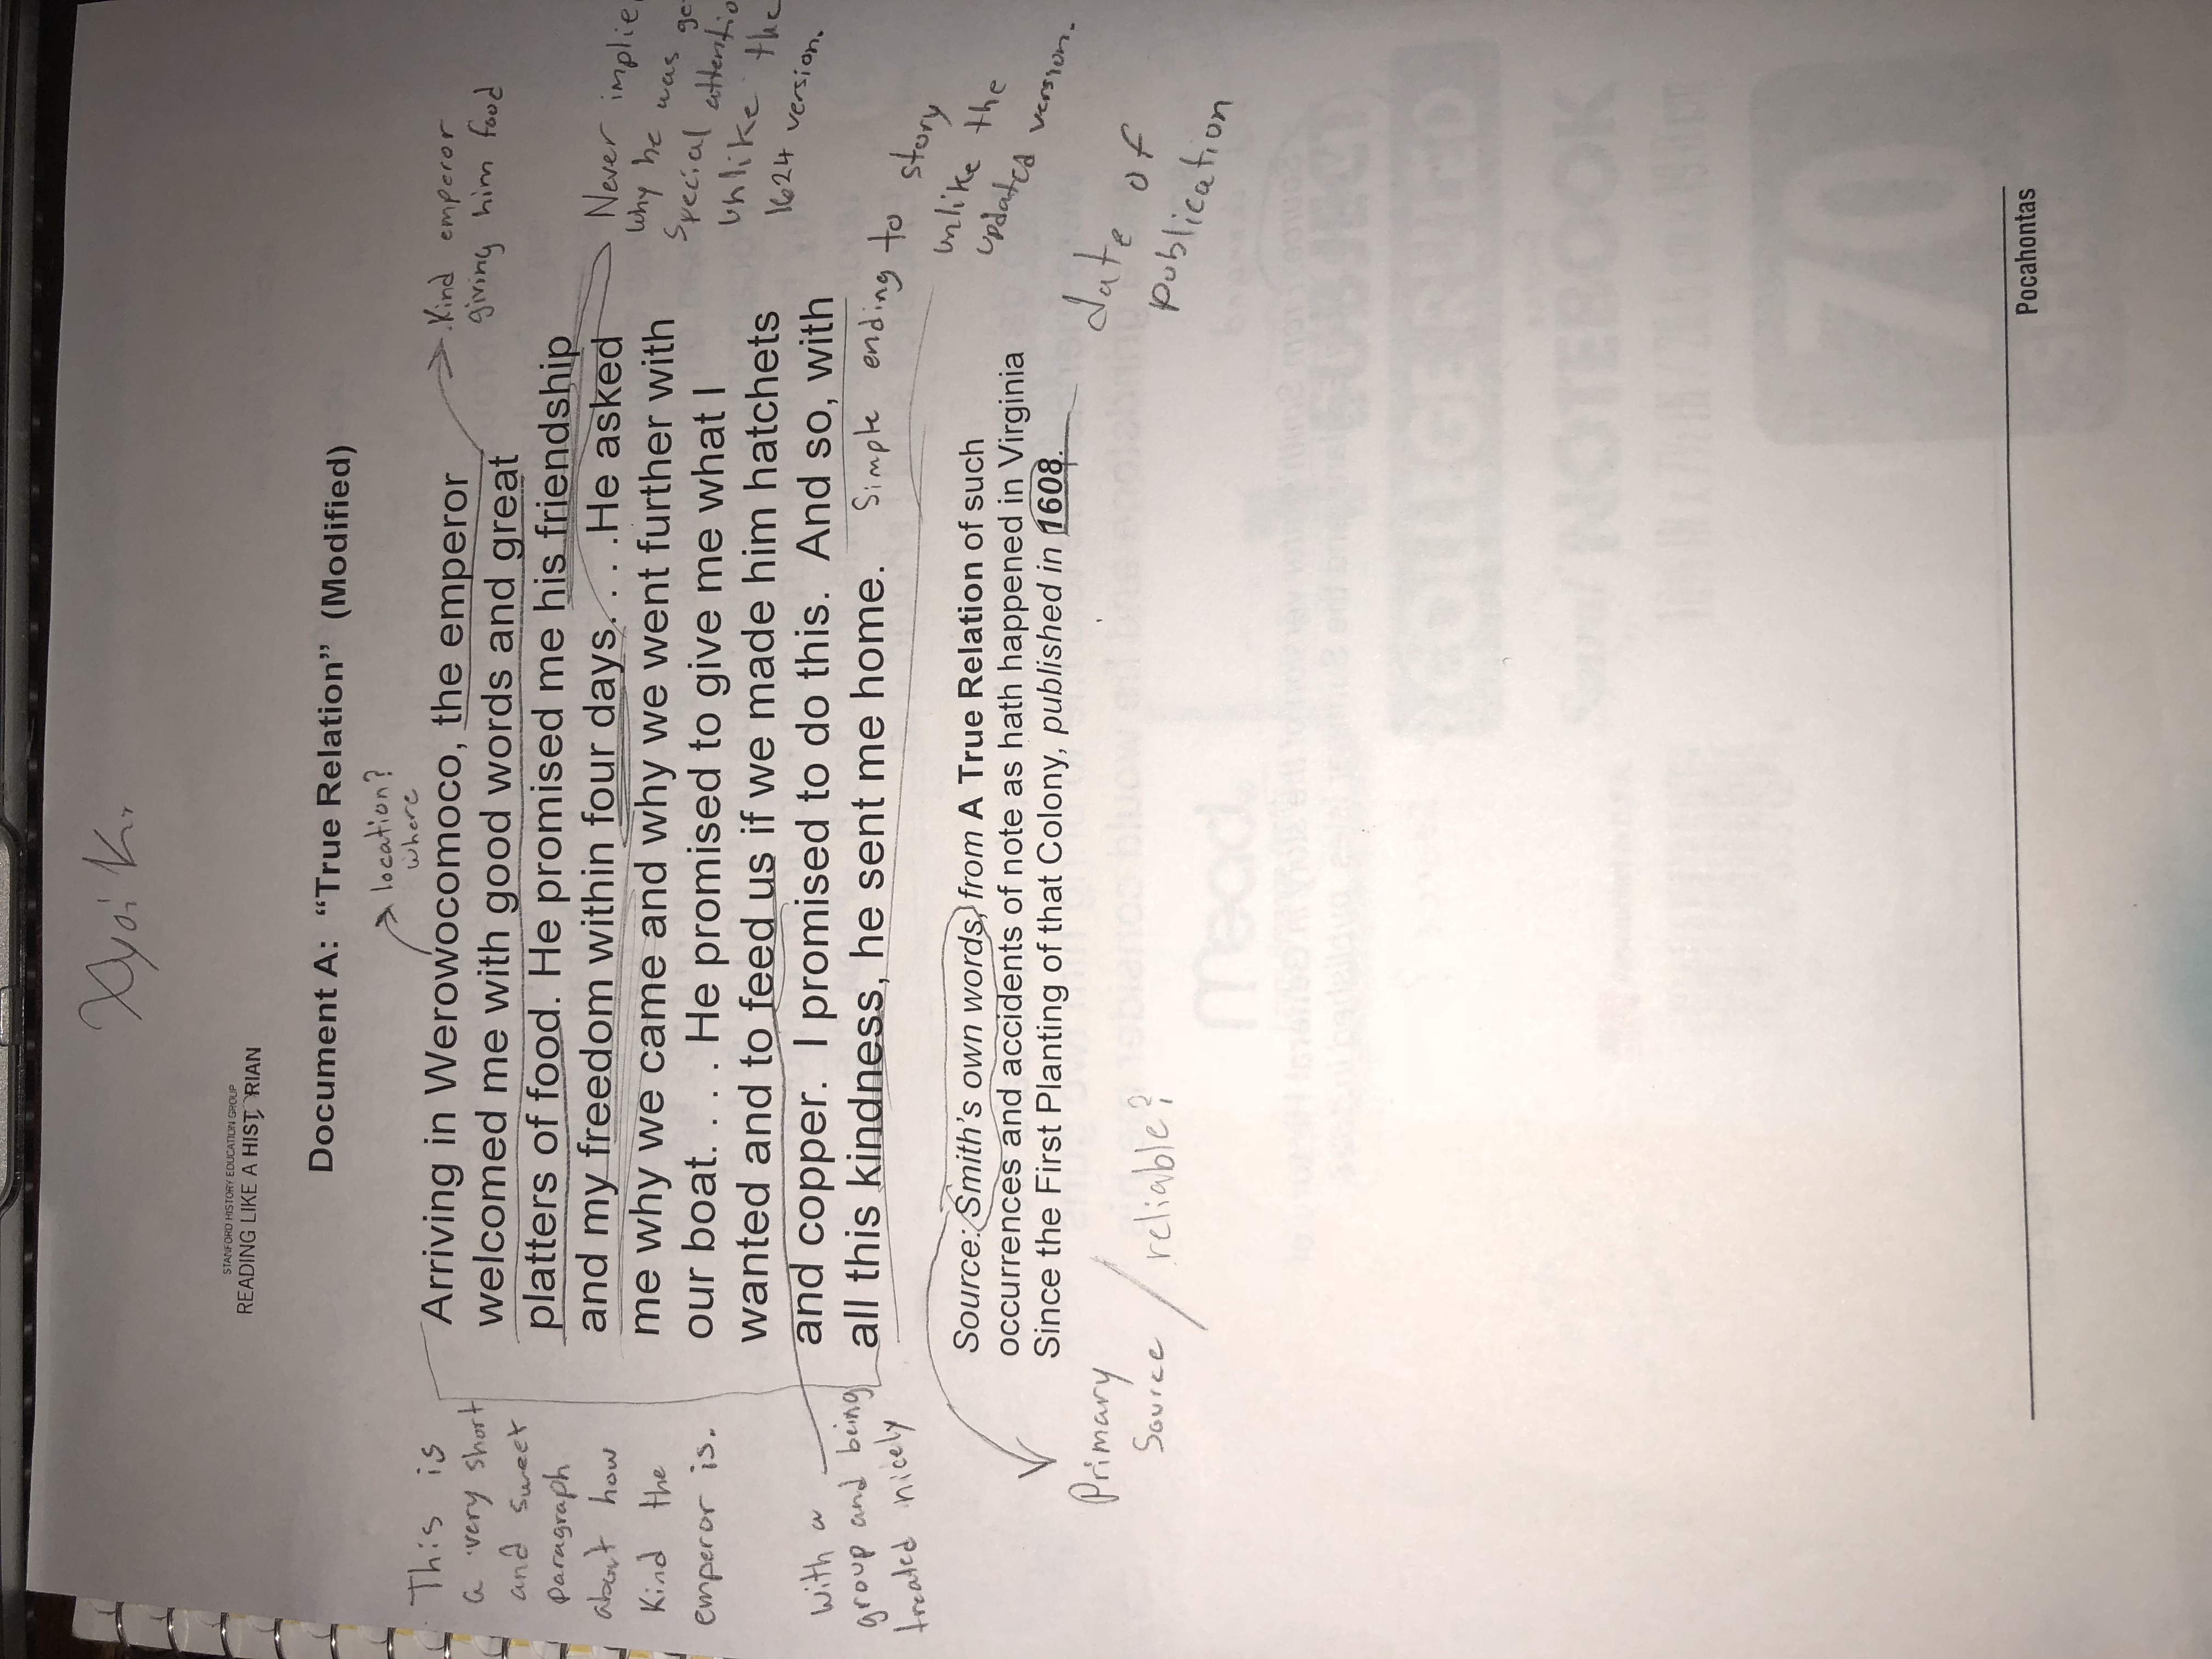 STANFORD HISTORY EDUCATION GROUP
READING LIKE A HISTORIAN
Document A: “True Relation” (Modified)
location?
where
Arriving in Werowocomoco, the emperor
welcomed me with good words and great
platters of food. He promised me his friendship
and my freedom within four days. . . .He asked
me why we came and why we went further with
our boat. . . . He promised to give me what I
wanted and to feed us if we made him hatchets
and copper.  I promised to do this.  And so, with
all this kindness, he sent me home.
This is
a very short
and sweet
paragraph
about how
kind the
emperor is.
With a
group and being
treated nicely
Kind emperor
giving him food
Never implie
why he was ge
special attentio
unlike the
1624 version.
Simple ending to story
unlike the
updated version.
Source: Smith’s own words, from A True Relation of such
occurrences and accidents of note as hath happened in Virginia
Since the First Planting of that Colony, published in 1608.
Primary
Source / reliable?
date of
publication
Mead
SUBJECT
COLLEGE RULED
NOTEBOOK
70
Pocahontas